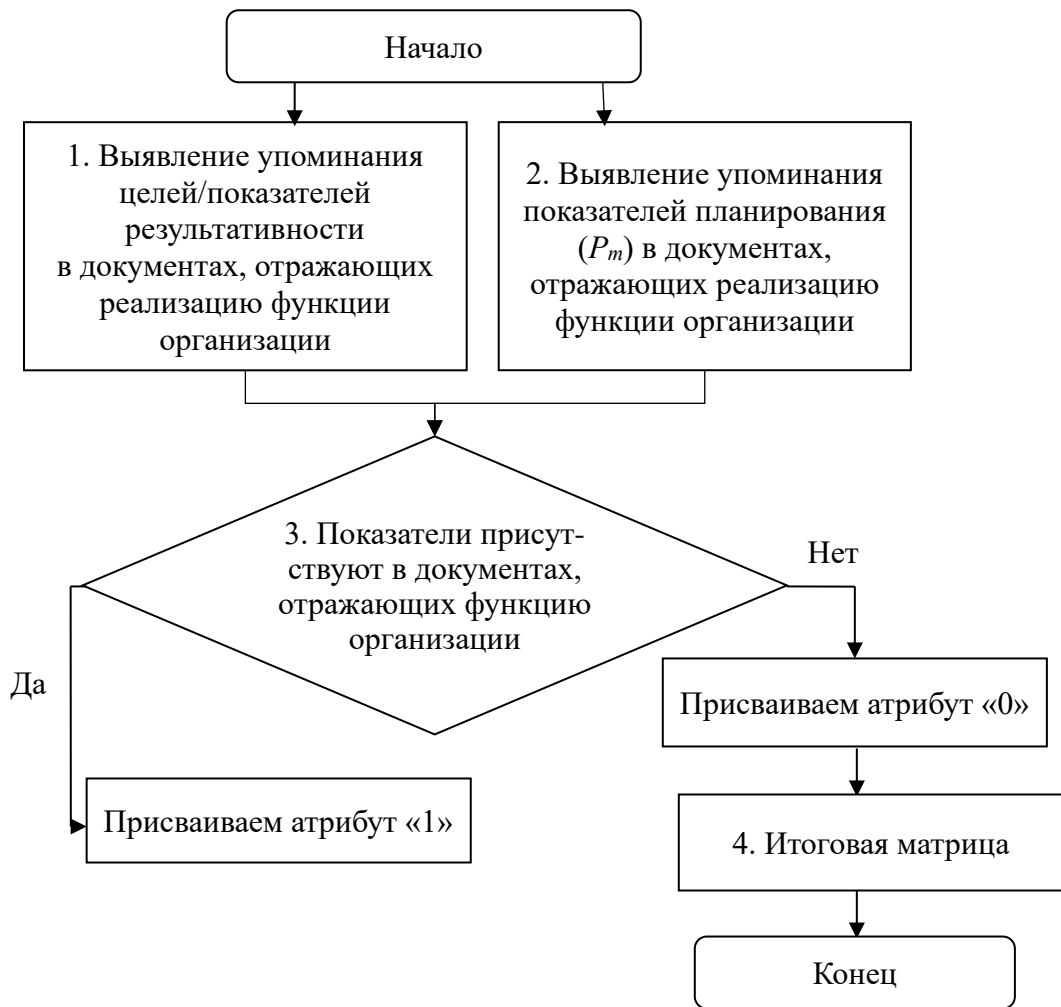 Начало
1. Выявление упоминания
целей/показателей
результативности
в документах, отражающих
реализацию функции
организации
2. Выявление упоминания
показателей планирования
(Pm) в документах,
отражающих реализацию
функции организации
3. Показатели присут-
ствуют в документах,
отражающих функцию
организации
Нет
Да
Присваиваем атрибут «0»
Присваиваем атрибут «1»
4. Итоговая матрица
Конец